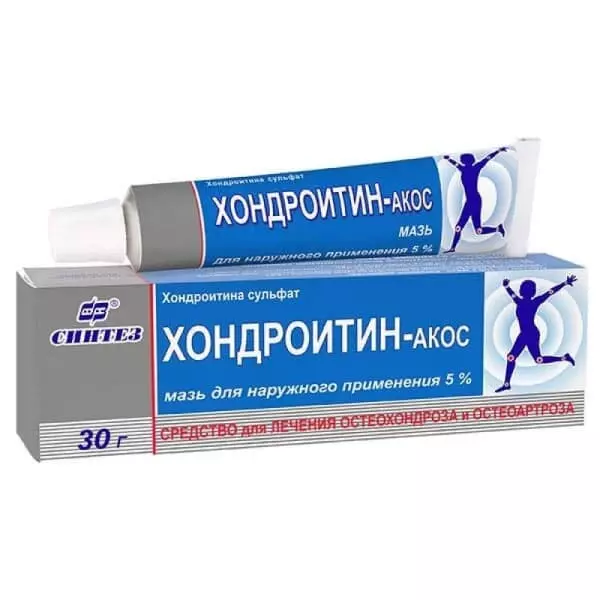 Хондроитина сульфат
ХОНДРОИТИН-АКОС
МАЗЬ
для наружного применения 5 %
Хондроитина сульфат
®
СИНТЕЗ
ХОНДРОИТИН-АКОС
мазь для наружного применения 5 %
30 г
СРЕДСТВО для ЛЕЧЕНИЯ ОСТЕОХОНДРОЗА и ОСТЕОАРТРОЗА